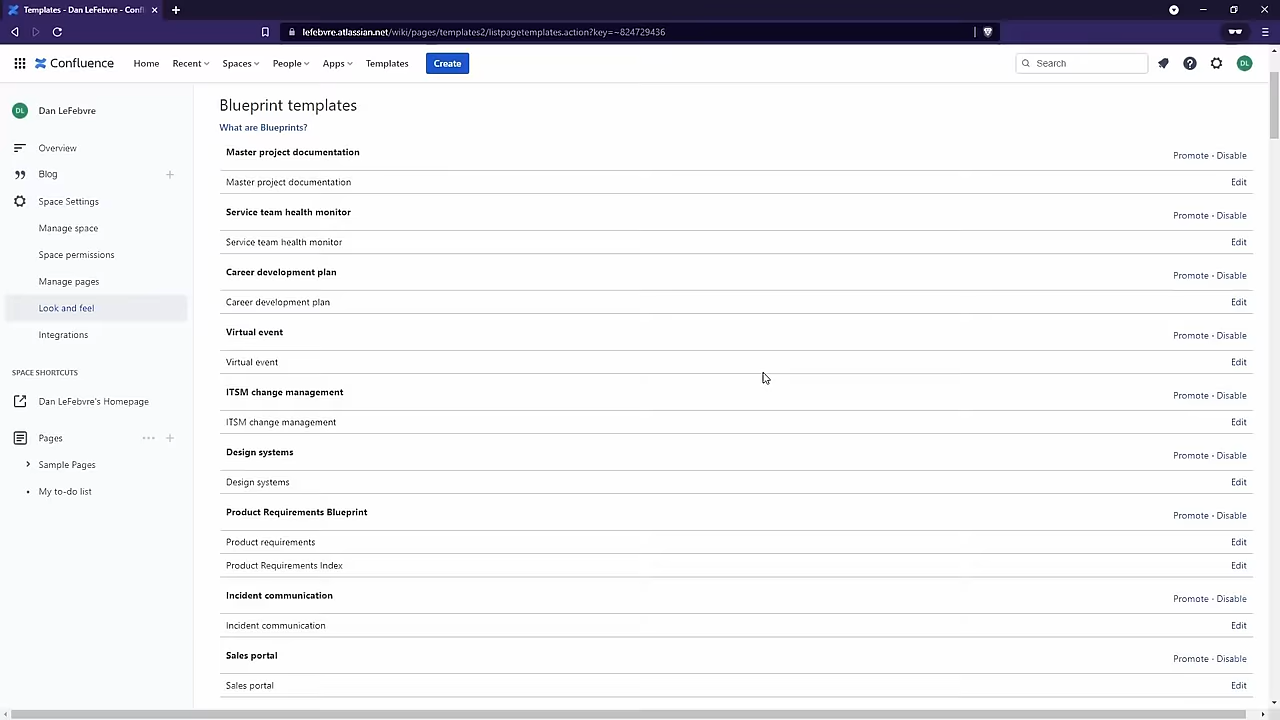 Templates - Dan LeFebvre - Confl
lefebvre.atlassian.net/wiki/pages/templates2/listpagetemplates.action?key=~824729436
Confluence Home Recent Spaces People Apps Templates Create Search DL
DL Dan LeFebvre
Overview
Blog
Space Settings
Manage space
Space permissions
Manage pages
Look and feel
Integrations
SPACE SHORTCUTS
Dan LeFebvre's Homepage
Pages
Sample Pages
My to-do list
Blueprint templates
What are Blueprints?
Master project documentation Promote - Disable
Master project documentation Edit
Service team health monitor Promote - Disable
Service team health monitor Edit
Career development plan Promote - Disable
Career development plan Edit
Virtual event Promote - Disable
Virtual event Edit
ITSM change management Promote - Disable
ITSM change management Edit
Design systems Promote - Disable
Design systems Edit
Product Requirements Blueprint Promote - Disable
Product requirements Edit
Product Requirements Index Edit
Incident communication Promote - Disable
Incident communication Edit
Sales portal Promote - Disable
Sales portal Edit